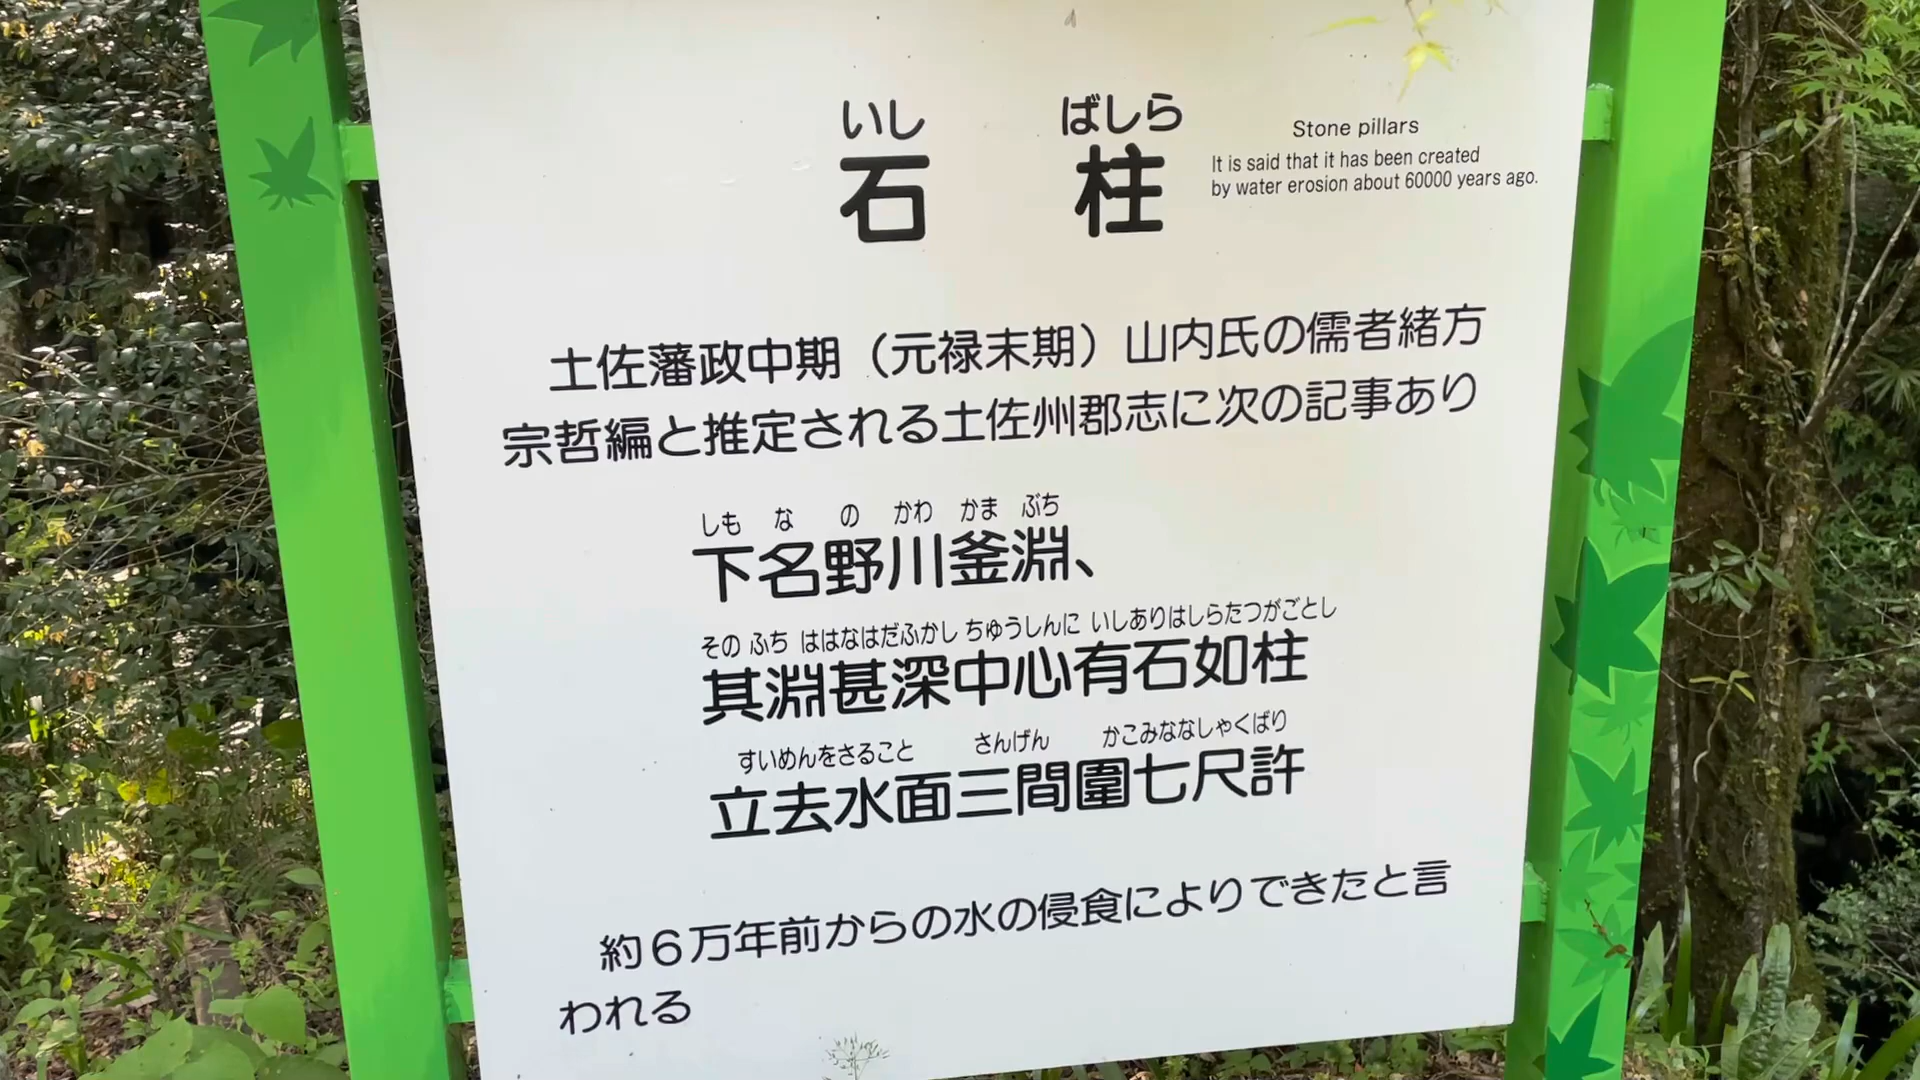 いし ばしら
石 柱
Stone pillars
It is said that it has been created
by water erosion about 60000 years ago.
土佐藩政中期（元禄末期）山内氏の儒者緒方
宗哲編と推定される土佐州郡志に次の記事あり
しも な の かわ かま ぶち
下名野川釜淵、
その ふち ははなはだふかし ちゅうしんに いしありはしらたつがごとし
其淵甚深中心有石如柱
すいめんをさること さんげん かこみななしゃくばり
立去水面三間圍七尺許
約６万年前からの水の侵食によりできたと言
われる